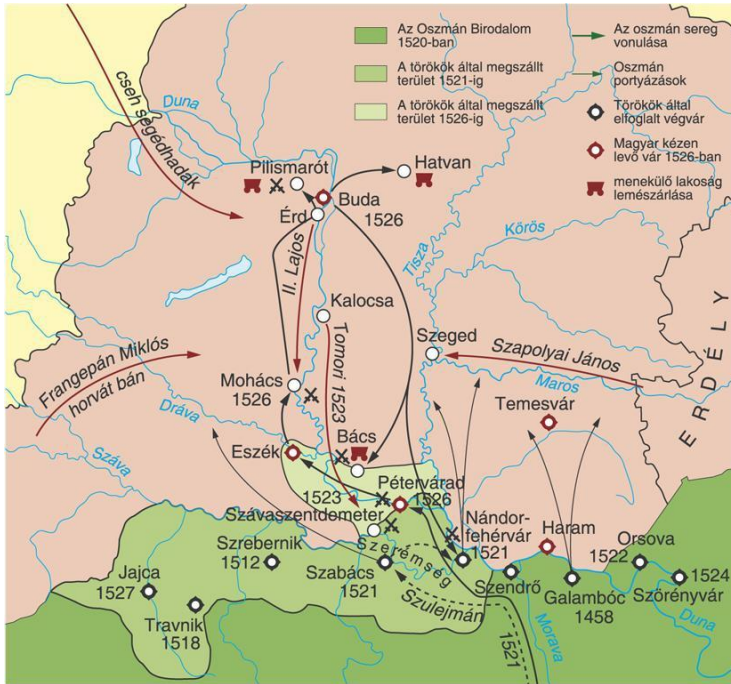 Az Oszmán Birodalom
1520-ban
A törökök által megszállt
terület 1521-ig
A törökök által megszállt
terület 1526-ig
Az oszmán sereg
vonulása
Oszmán
portyázások
Törökök által
elfoglalt végvár
Magyar kézen
levő vár 1526-ban
menekülő lakoság
lemészárlása
cseh segédhadak
Duna
Pilismarót
Hatvan
Buda
1526
Érd
II. Lajos
Tisza
Körös
Kalocsa
Tomori 1523
Szeged
Szapolyai János
Maros
ERDÉLY
Frangepán Miklós
horvát bán
Mohács
1526
Dráva
Temesvár
Száva
Eszék
Bács
1523
Pétervárad
1526
Szávaszentdemeter
Nándor-
fehérvár
1521
Szerémség
Szrebernik
1512
Szabács
1521
Haram
Orsova
1522
Jajca
1527
Szendrő
1524
Szörényvár
Galambóc
1458
Travnik
1518
Szulejmán
1521
Morava
Duna